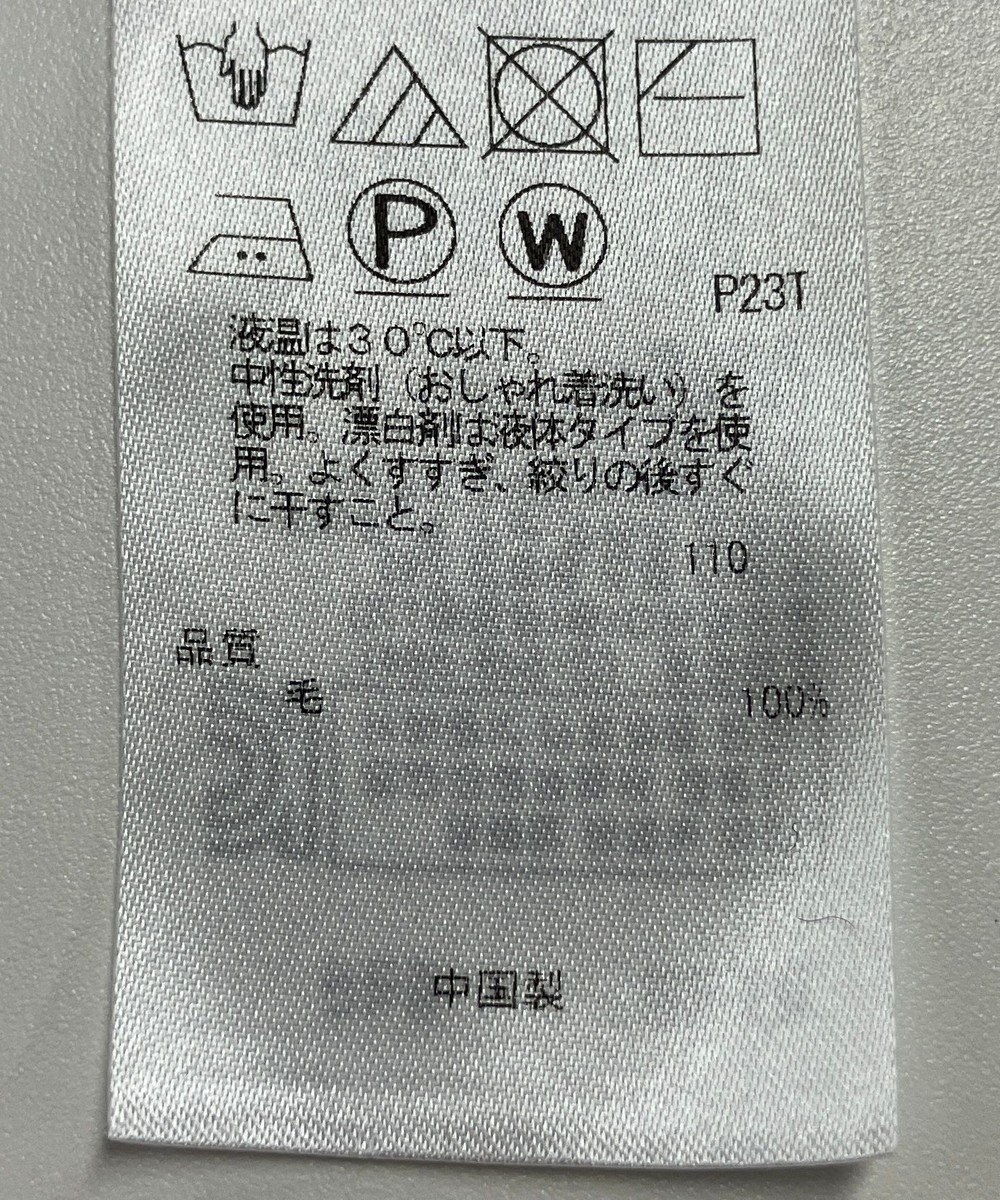 P W
P23T
液温は30℃以下。
中性洗剤（おしゃれ着洗い）を
使用。漂白剤は液体タイプを使
用。よくすすぎ、絞りの後すぐ
に干すこと。
110
品質
毛 100%
中国製